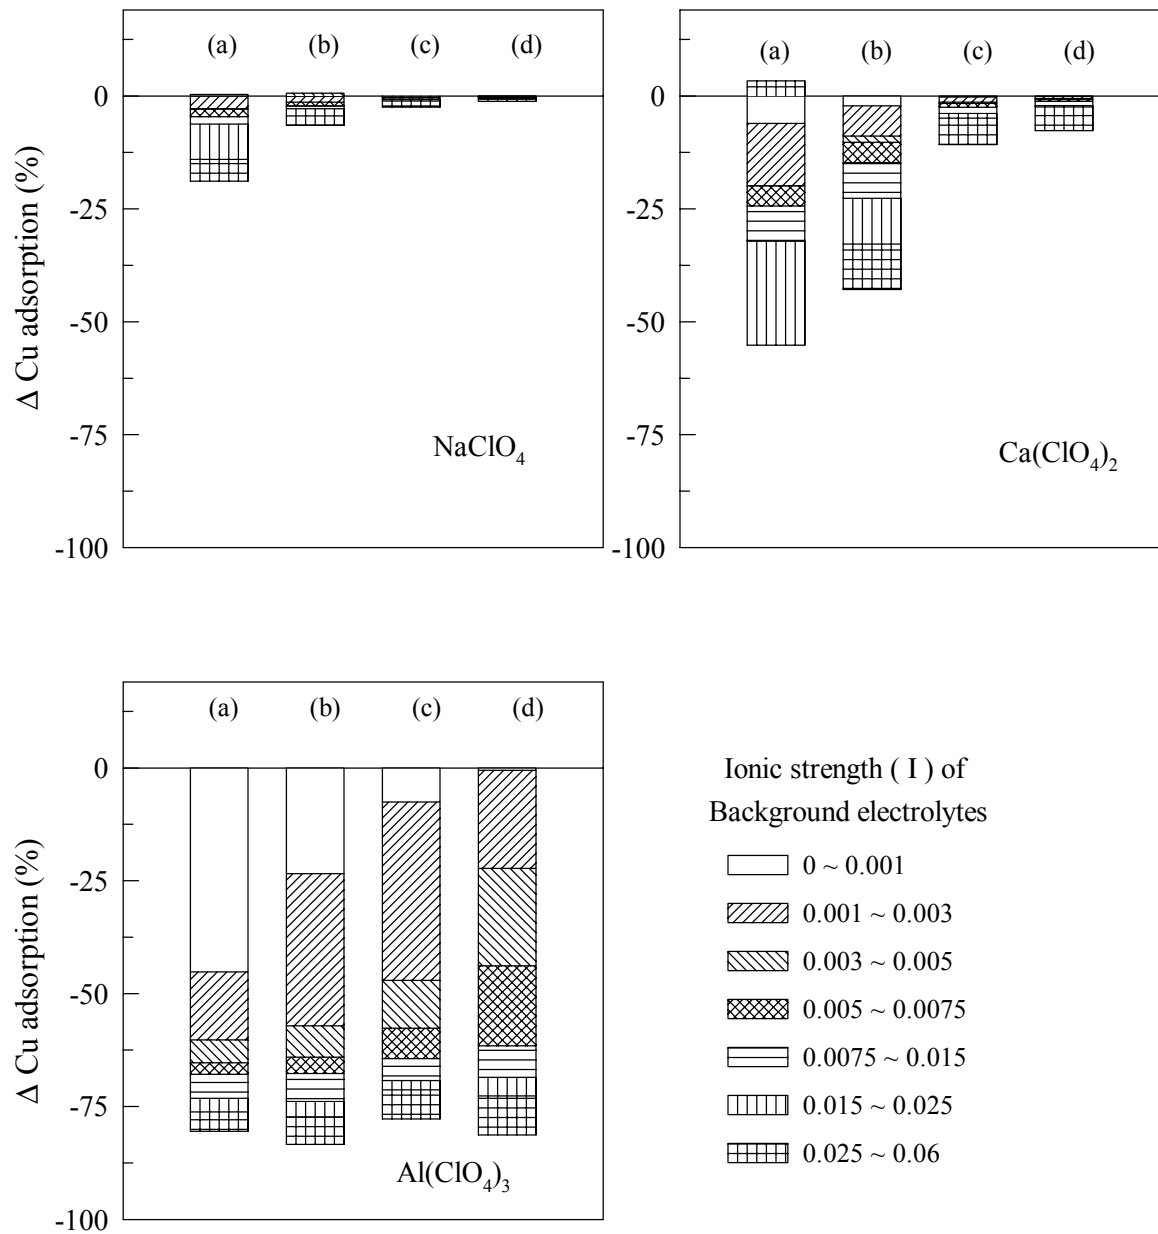 (a) (b) (c) (d)
0
-25
-50
-75
-100
Δ Cu adsorption (%)
NaClO4
(a) (b) (c) (d)
0
-25
-50
-75
-100
Ca(ClO4)2
(a) (b) (c) (d)
0
-25
-50
-75
-100
Δ Cu adsorption (%)
Al(ClO4)3
Ionic strength ( I ) of
Background electrolytes
0 ~ 0.001
0.001 ~ 0.003
0.003 ~ 0.005
0.005 ~ 0.0075
0.0075 ~ 0.015
0.015 ~ 0.025
0.025 ~ 0.06